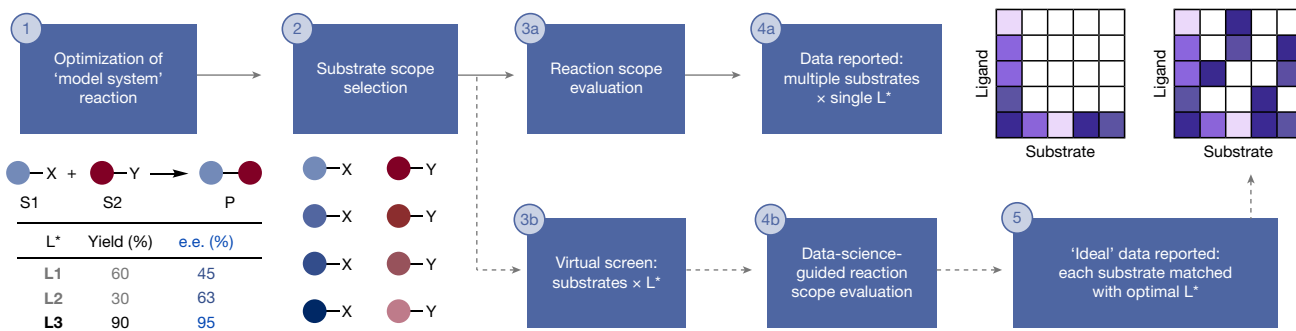 1
Optimization of
‘model system’
reaction
2
Substrate scope
selection
3a
Reaction scope
evaluation
4a
Data reported:
multiple substrates
× single L*
Ligand
Substrate
Ligand
Substrate
X + Y
S1 S2 P
L* Yield (%) e.e. (%)
L1 60 45
L2 30 63
L3 90 95
X Y
X Y
X Y
X Y
3b
Virtual screen:
substrates × L*
4b
Data-science-
guided reaction
scope evaluation
5
‘Ideal’ data reported:
each substrate matched
with optimal L*